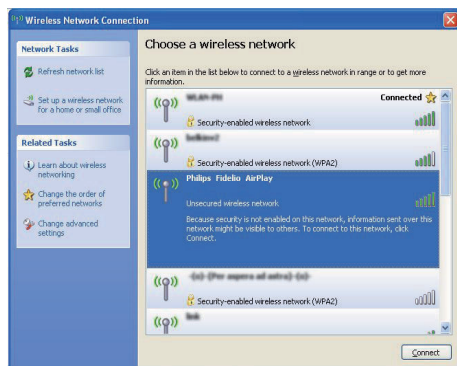 Wireless Network Connection
Network Tasks
Refresh network list
Set up a wireless network
for a home or small office
Related Tasks
Learn about wireless
networking
Change the order of
preferred networks
Change advanced
settings
Choose a wireless network
Click an item in the list below to connect to a wireless network in range or to get more
information.
Connected
Security-enabled wireless network
Security-enabled wireless network (WPA2)
Philips Fidelio AirPlay
Unsecured wireless network
Because security is not enabled on this network, information sent over this
network might be visible to others. To connect to this network, click
Connect.
Security-enabled wireless network (WPA2)
Connect